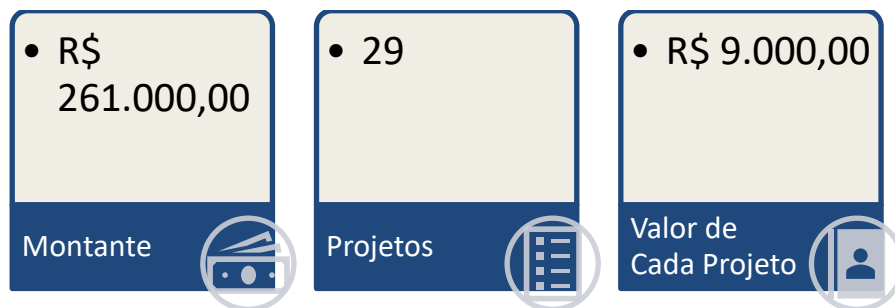 • R$
261.000,00
Montante
• 29
Projetos
• R$ 9.000,00
Valor de
Cada Projeto